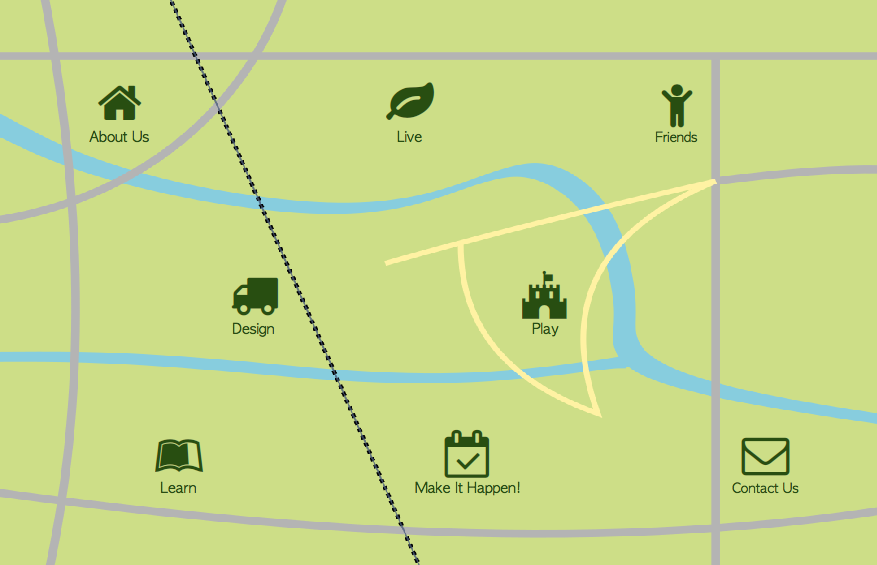 About Us
Live
Friends
Design
Play
Learn
Make It Happen!
Contact Us